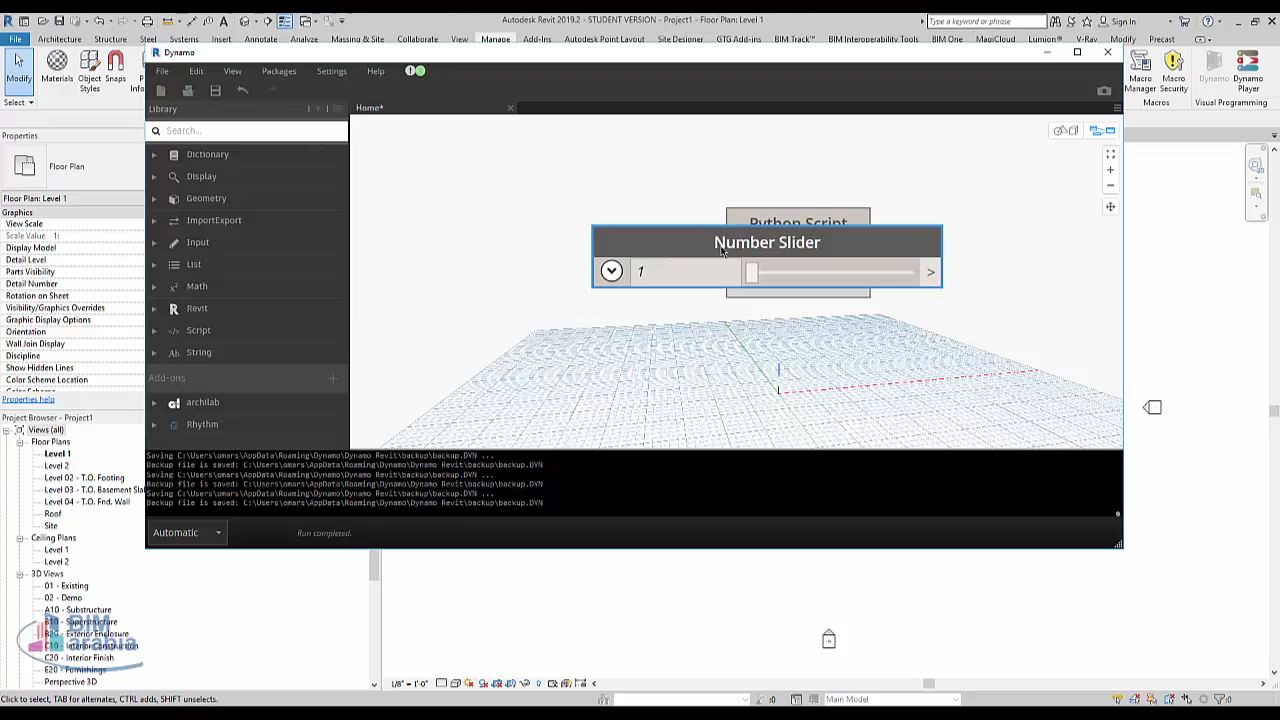 Autodesk Revit 2019.2 - STUDENT VERSION - Project1 - Floor Plan: Level 1
Type a keyword or phrase
Sign In
File Architecture Structure Systems Insert Annotate Analyze Massing & Site Collaborate View Manage Add-Ins Autodesk Point Layout Site Designer GTG Add-ins BIM Track™ BIM Interoperability Tools BIM One MagiCloud Lumion® Modify Precast
Modify
Materials
Object Styles
Snaps
Select
Macro Manager
Macro Security
Dynamo
Dynamo Player
Macros
Visual Programming
Dynamo
File Edit View Packages Settings Help
Library
Home*
Search...
Dictionary
Display
Geometry
ImportExport
Input
List
Math
Revit
Script
String
Add-ons
archilab
Rhythm
Python Script
Number Slider
1
>
Saving C:\Users\omars\AppData\Roaming\Dynamo\Dynamo Revit\backup\backup.DYN ...
Backup file is saved: C:\Users\omars\AppData\Roaming\Dynamo\Dynamo Revit\backup\backup.DYN
Saving C:\Users\omars\AppData\Roaming\Dynamo\Dynamo Revit\backup\backup.DYN ...
Backup file is saved: C:\Users\omars\AppData\Roaming\Dynamo\Dynamo Revit\backup\backup.DYN
Saving C:\Users\omars\AppData\Roaming\Dynamo\Dynamo Revit\backup\backup.DYN ...
Backup file is saved: C:\Users\omars\AppData\Roaming\Dynamo\Dynamo Revit\backup\backup.DYN
Automatic
Run completed.
Properties
Floor Plan
Floor Plan: Level 1
Graphics
View Scale
Scale Value 1:
Display Model
Detail Level
Parts Visibility
Detail Number
Rotation on Sheet
Visibility/Graphics Overrides
Graphic Display Options
Orientation
Wall Join Display
Discipline
Show Hidden Lines
Color Scheme Location
Properties help
Project Browser - Project1
Views (all)
Floor Plans
Level 1
Level 2
Level 02 - T.O. Footing
Level 03 - T.O. Basement Sla
Level 04 - T.O. Fnd. Wall
Roof
Site
Ceiling Plans
Level 1
Level 2
3D Views
01 - Existing
02 - Demo
A10 - Substructure
B10 - Superstructure
B20 - Exterior Enclosure
C10 - Interior Construction
C20 - Interior Finish
E20 - Furnishings
Perspective 3D
BIM
arabia
1/8" = 1'-0"
Click to select, TAB for alternates, CTRL adds, SHIFT unselects.
:0
Main Model
:0